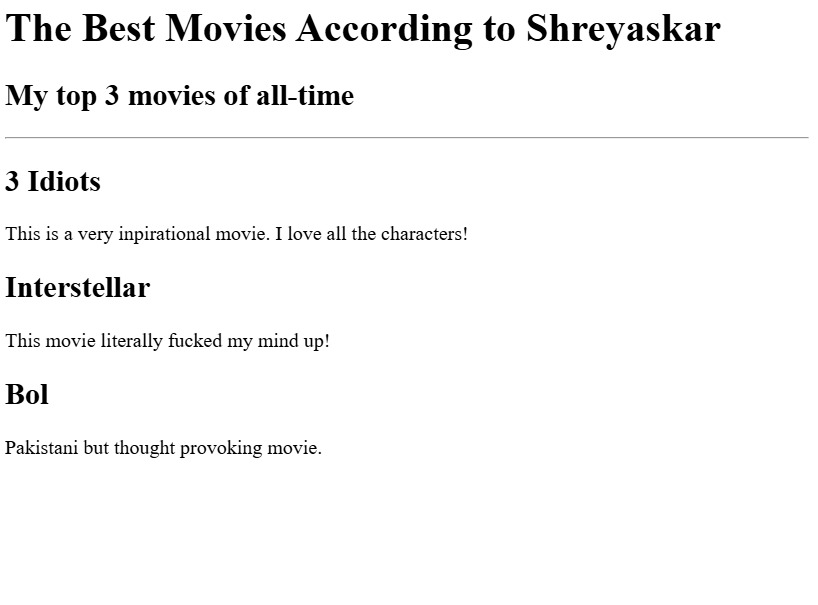 The Best Movies According to Shreyaskar
My top 3 movies of all-time
3 Idiots
This is a very inpirational movie. I love all the characters!
Interstellar
This movie literally fucked my mind up!
Bol
Pakistani but thought provoking movie.